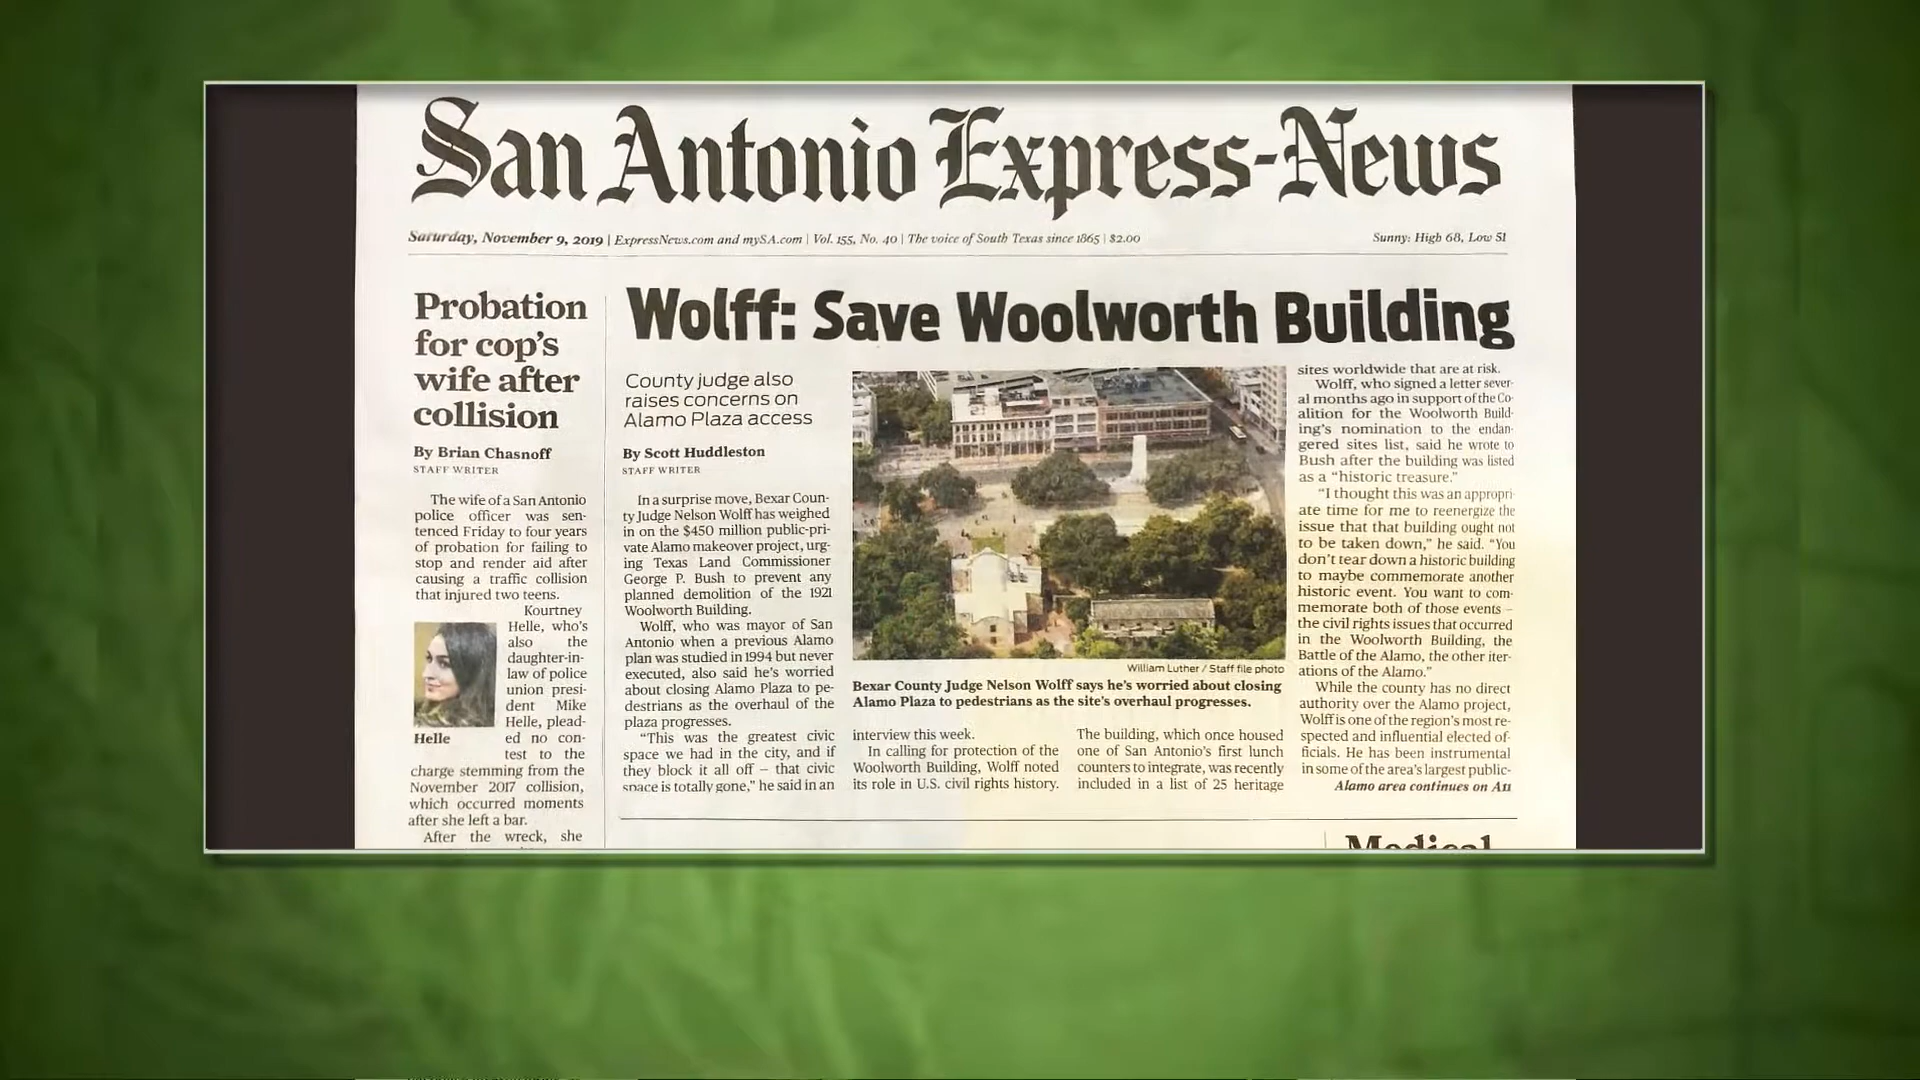 San Antonio Express-News
Saturday, November 9, 2019 | ExpressNews.com and mySA.com | Vol. 155, No. 40 | The voice of South Texas since 1865 | $2.00
Sunny: High 68, Low 51
Probation
for cop's
wife after
collision
By Brian Chasnoff
STAFF WRITER
The wife of a San Antonio
police officer was sen-
tenced Friday to four years
of probation for failing to
stop and render aid after
causing a traffic collision
that injured two teens.
Kourtney
Helle, who's
also the
daughter-in-
law of police
union presi-
dent Mike
Helle, plead-
ed no con-
test to the
Helle
charge stemming from the
November 2017 collision,
which occurred moments
after she left a bar.
After the wreck, she
Wolff: Save Woolworth Building
County judge also
raises concerns on
Alamo Plaza access
By Scott Huddleston
STAFF WRITER
In a surprise move, Bexar Coun-
ty Judge Nelson Wolff has weighed
in on the $450 million public-pri-
vate Alamo makeover project, urg-
ing Texas Land Commissioner
George P. Bush to prevent any
planned demolition of the 1921
Woolworth Building.
Wolff, who was mayor of San
Antonio when a previous Alamo
plan was studied in 1994 but never
executed, also said he's worried
about closing Alamo Plaza to pe-
destrians as the overhaul of the
plaza progresses.
"This was the greatest civic
space we had in the city, and if
they block it all off – that civic
space is totally gone," he said in an
William Luther / Staff file photo
Bexar County Judge Nelson Wolff says he's worried about closing
Alamo Plaza to pedestrians as the site's overhaul progresses.
interview this week.
In calling for protection of the
Woolworth Building, Wolff noted
its role in U.S. civil rights history.
The building, which once housed
one of San Antonio's first lunch
counters to integrate, was recently
included in a list of 25 heritage
sites worldwide that are at risk.
Wolff, who signed a letter sever-
al months ago in support of the Co-
alition for the Woolworth Build-
ing's nomination to the endan-
gered sites list, said he wrote to
Bush after the building was listed
as a "historic treasure."
"I thought this was an appropri-
ate time for me to reenergize the
issue that that building ought not
to be taken down," he said. "You
don't tear down a historic building
to maybe commemorate another
historic event. You want to com-
memorate both of those events –
the civil rights issues that occurred
in the Woolworth Building, the
Battle of the Alamo, the other iter-
ations of the Alamo."
While the county has no direct
authority over the Alamo project,
Wolff is one of the region's most re-
spected and influential elected of-
ficials. He has been instrumental
in some of the area's largest public-
Alamo area continues on A11
Medical